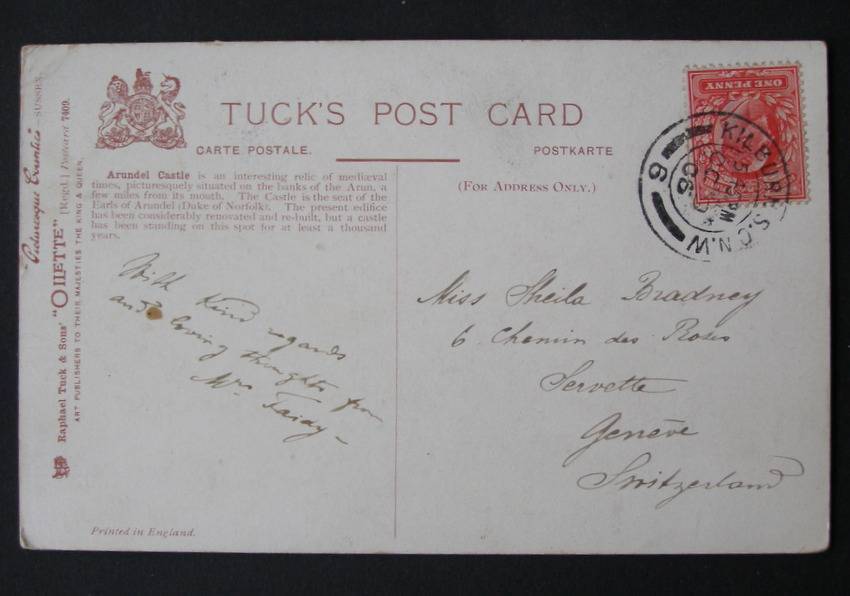 TUCK'S POST CARD
CARTE POSTALE.
POSTKARTE
Arundel Castle is an interesting relic of mediæval
times, picturesquely situated on the banks of the Arun, a
few miles from its mouth. The Castle is the seat of the
Earls of Arundel (Duke of Norfolk). The present edifice
has been considerably renovated and re-built, but a castle
has been standing on this spot for at least a thousand
years.
(For Address Only.)
With kind regards
and loving thoughts from
Mrs
Miss Sheila Bradney
6 Chemin des Roses
Servette
Genève
Switzerland
Printed in England.
Picturesque Counties—SUSSEX.
Raphael Tuck & Sons' "OILETTE" [Regd.] Postcard 7409.
ART PUBLISHERS TO THEIR MAJESTIES THE KING & QUEEN.
ONE PENNY
KILBURN. S.O. N.W
6
06